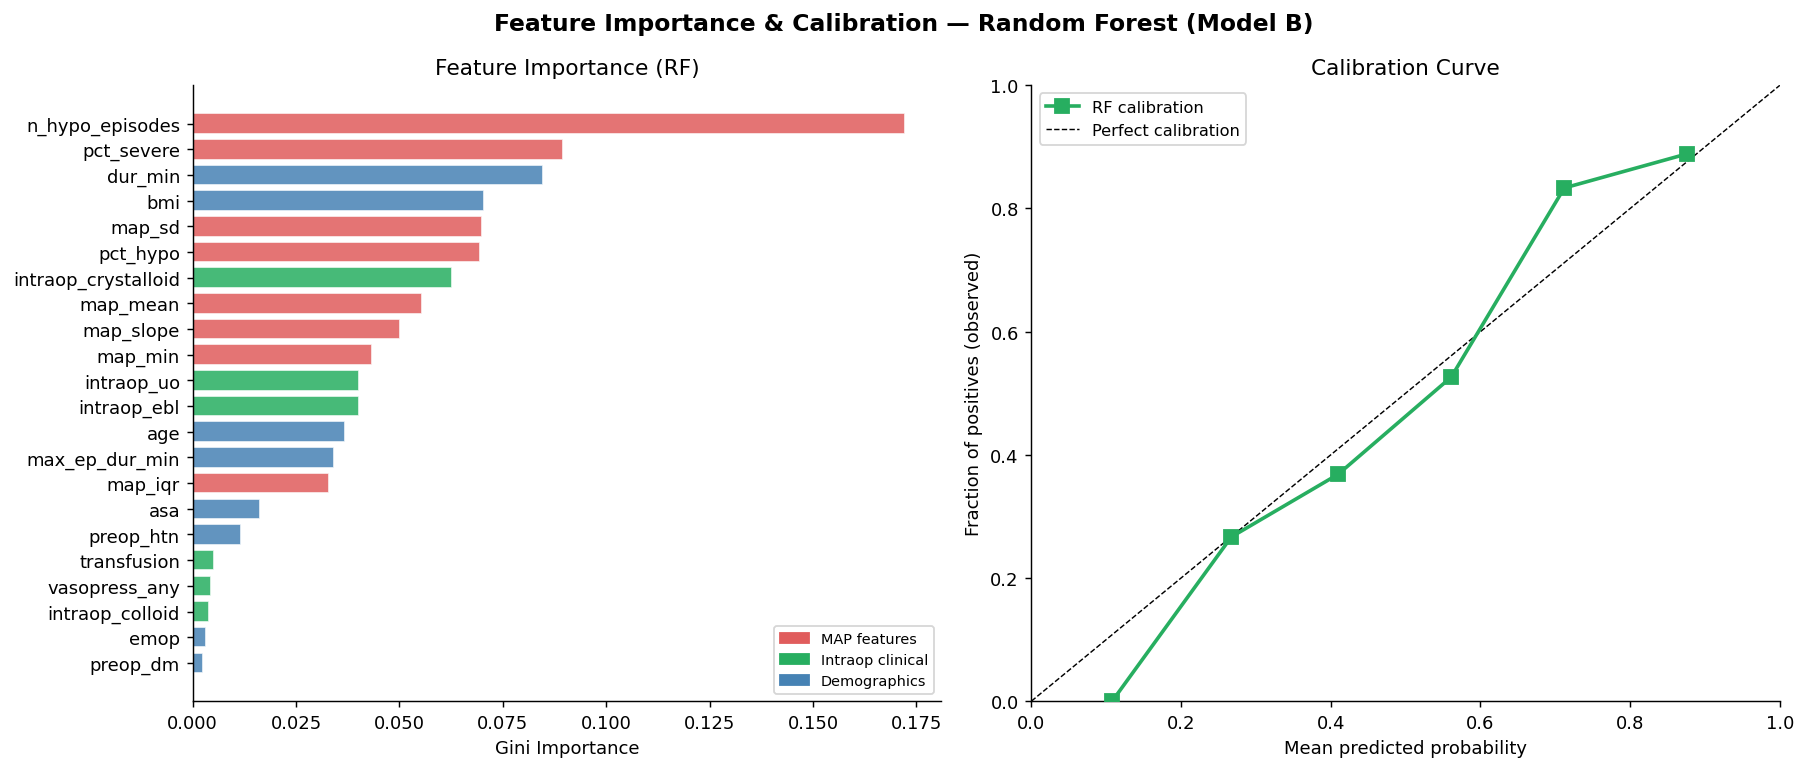 Feature Importance & Calibration — Random Forest (Model B)
Feature Importance (RF)
n_hypo_episodes
pct_severe
dur_min
bmi
map_sd
pct_hypo
intraop_crystalloid
map_mean
map_slope
map_min
intraop_uo
intraop_ebl
age
max_ep_dur_min
map_iqr
asa
preop_htn
transfusion
vasopress_any
intraop_colloid
emop
preop_dm
MAP features
Intraop clinical
Demographics
0.000 0.025 0.050 0.075 0.100 0.125 0.150 0.175
Gini Importance
Calibration Curve
RF calibration
Perfect calibration
Fraction of positives (observed)
1.0
0.8
0.6
0.4
0.2
0.0
0.0 0.2 0.4 0.6 0.8 1.0
Mean predicted probability